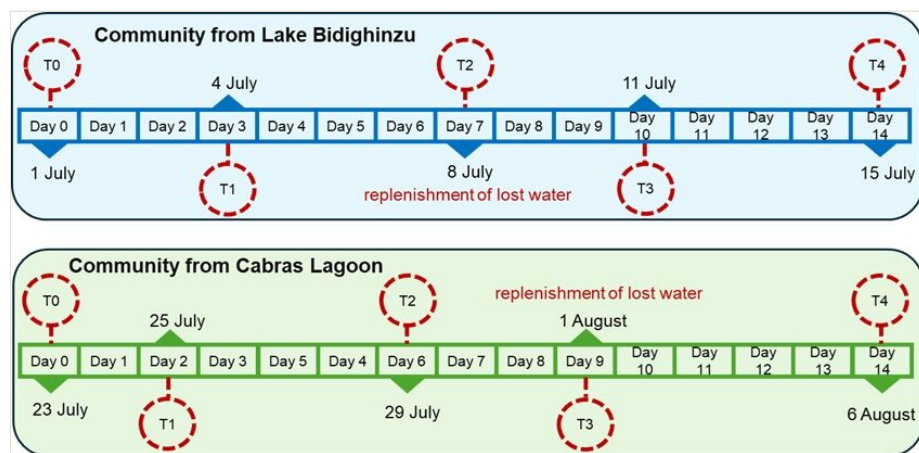 Community from Lake Bidighinzu
T0
T2
T4
4 July
11 July
Day 0 Day 1 Day 2 Day 3 Day 4 Day 5 Day 6 Day 7 Day 8 Day 9 Day 10 Day 11 Day 12 Day 13 Day 14
1 July
8 July
15 July
T1
T3
replenishment of lost water
Community from Cabras Lagoon
T0
T2
T4
replenishment of lost water
25 July
1 August
Day 0 Day 1 Day 2 Day 3 Day 5 Day 4 Day 6 Day 7 Day 8 Day 9 Day 10 Day 11 Day 12 Day 13 Day 14
23 July
29 July
6 August
T1
T3